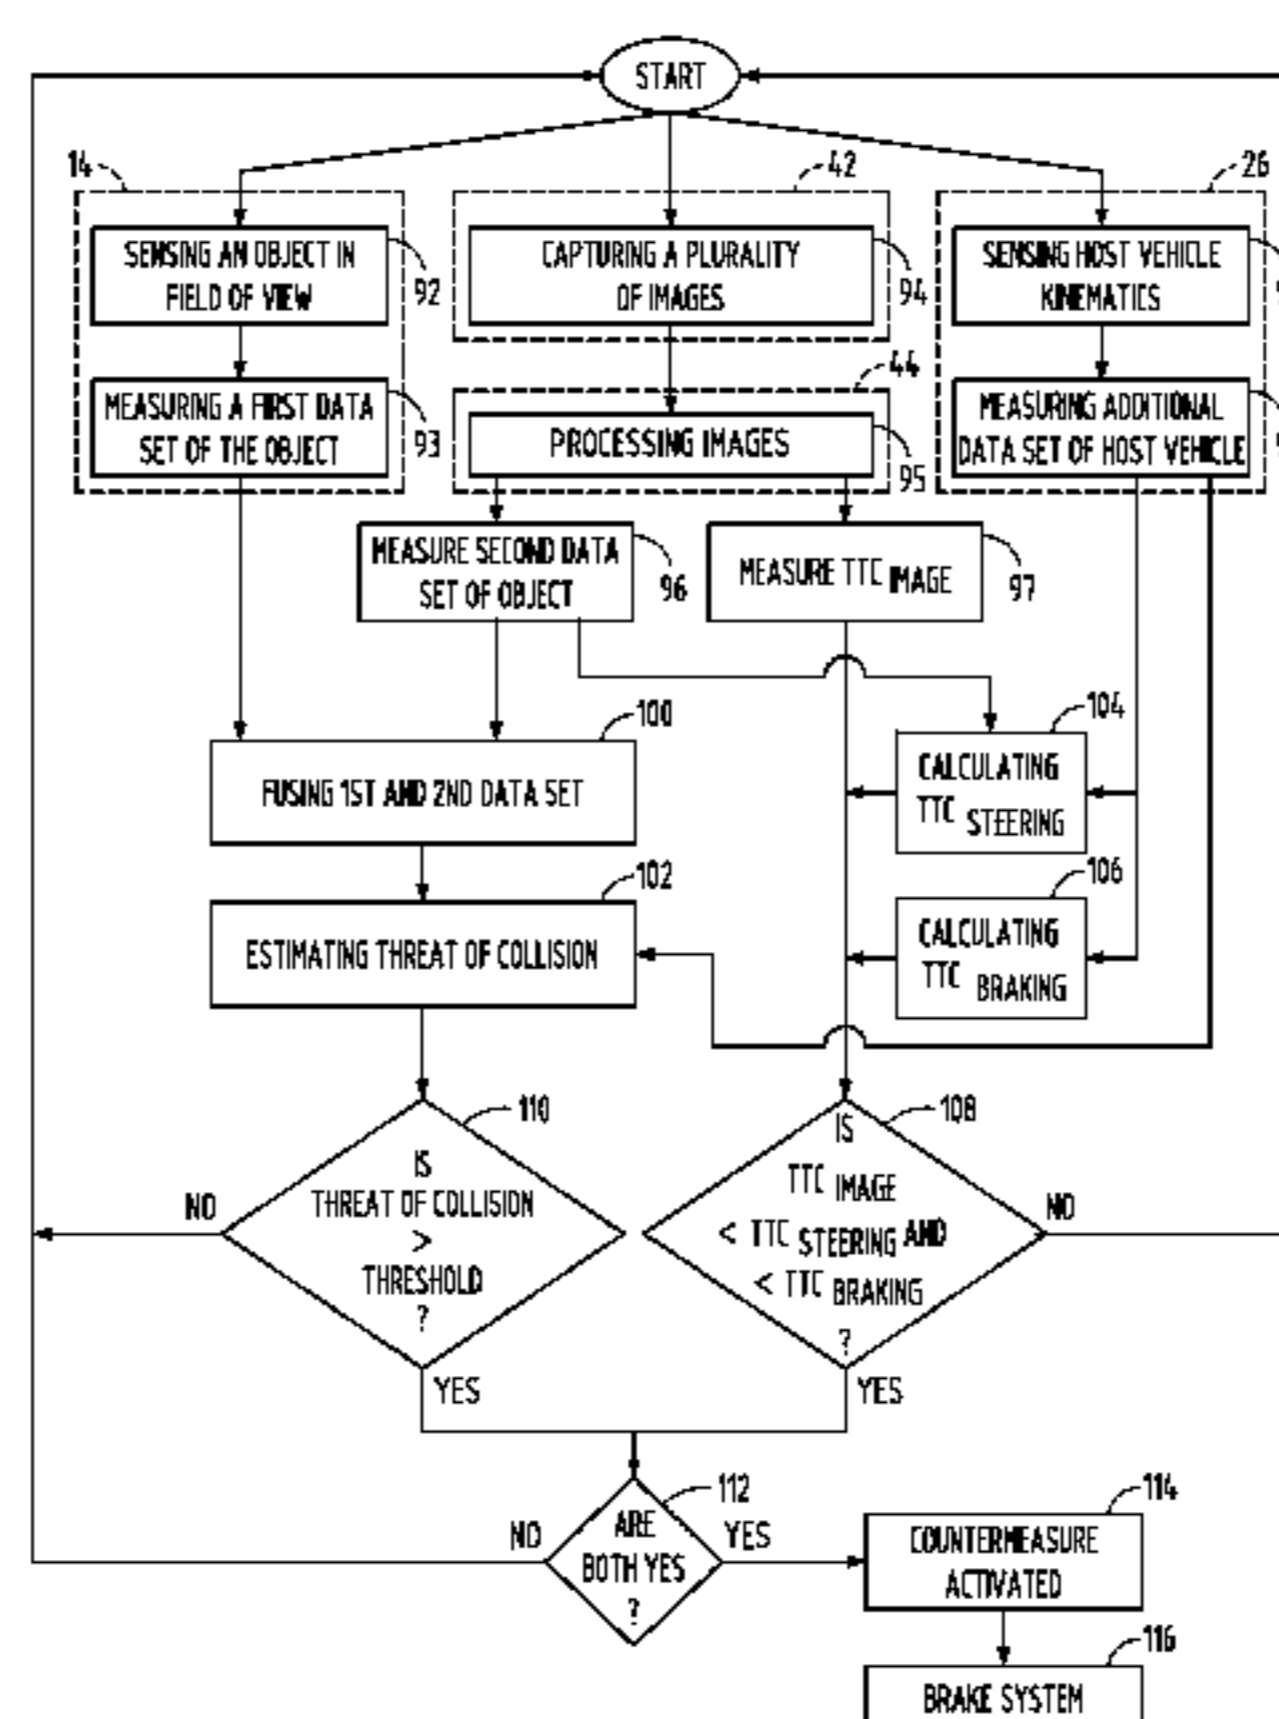 START
14
42
26
SENSING AN OBJECT IN
FIELD OF VIEW
92
CAPTURING A PLURALITY
OF IMAGES
94
SENSING HOST VEHICLE
KINEMATICS
44
MEASURING A FIRST DATA
SET OF THE OBJECT
93
PROCESSING IMAGES
95
MEASURING ADDITIONAL
DATA SET OF HOST VEHICLE
MEASURE SECOND DATA
SET OF OBJECT
96
MEASURE TTC IMAGE
97
100
FUSING 1ST AND 2ND DATA SET
104
CALCULATING
TTC STEERING
102
ESTIMATING THREAT OF COLLISION
106
CALCULATING
TTC BRAKING
110
IS
THREAT OF COLLISION
>
THRESHOLD
?
NO
YES
108
IS
TTC IMAGE
< TTC STEERING AND
< TTC BRAKING
?
NO
YES
112
ARE
BOTH YES
?
NO
YES
114
COUNTERMEASURE
ACTIVATED
116
BRAKE SYSTEM